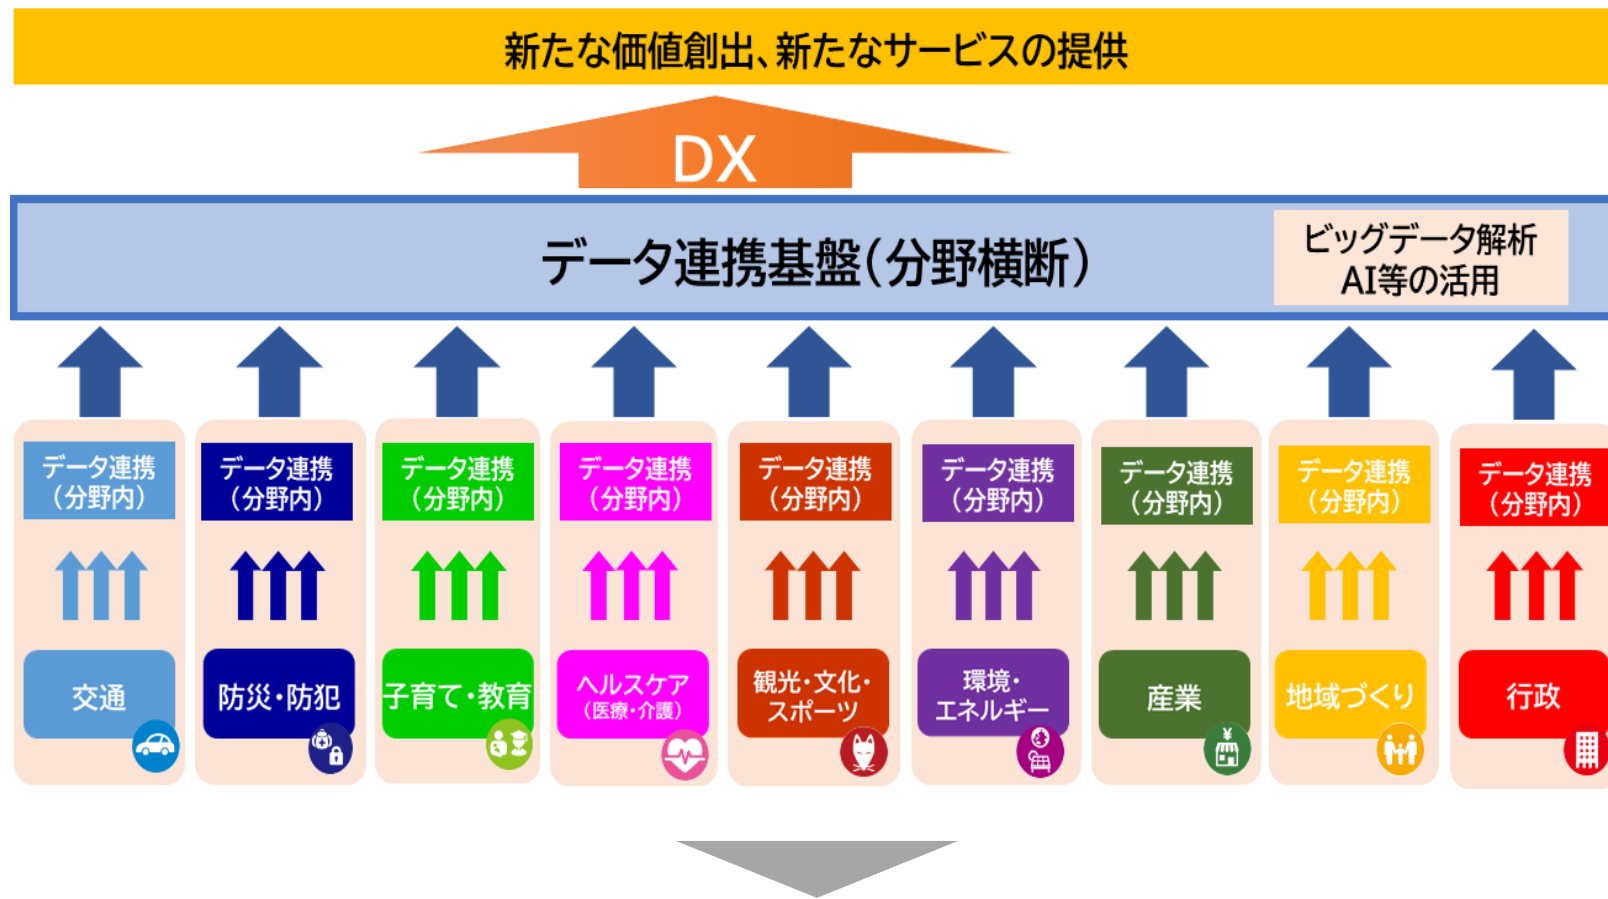 新たな価値創出、新たなサービスの提供
DX
データ連携基盤(分野横断)
ビッグデータ解析
AI等の活用
データ連携
(分野内)
データ連携
(分野内)
データ連携
(分野内)
データ連携
(分野内)
データ連携
(分野内)
データ連携
(分野内)
データ連携
(分野内)
データ連携
(分野内)
データ連携
(分野内)
交通
防災・防犯
子育て・教育
ヘルスケア
(医療・介護)
観光・文化・
スポーツ
環境・
エネルギー
産業
¥
地域づくり
行政